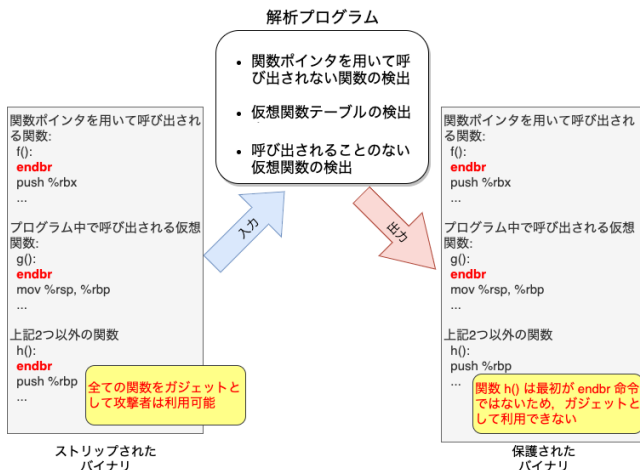 解析プログラム
• 関数ポインタを用いて呼
び出されない関数の検出
• 仮想関数テーブルの検出
• 呼び出されることのない
仮想関数の検出
関数ポインタを用いて呼び出され
る関数:
f():
endbr
push %rbx
...
プログラム中で呼び出される仮想
関数:
g():
endbr
mov %rsp, %rbp
...
上記2つ以外の関数
h():
endbr
push %rbp
...
全ての関数をガジェットと
して攻撃者は利用可能
ストリップされた
バイナリ
入力
出力
関数ポインタを用いて呼び出され
る関数:
f():
endbr
push %rbx
...
プログラム中で呼び出される仮想
関数:
g():
endbr
mov %rsp, %rbp
...
上記2つ以外の関数
h():
push %rbp
...
関数 h() は最初が endbr 命令
ではないため，ガジェットと
して利用できない
保護された
バイナリ